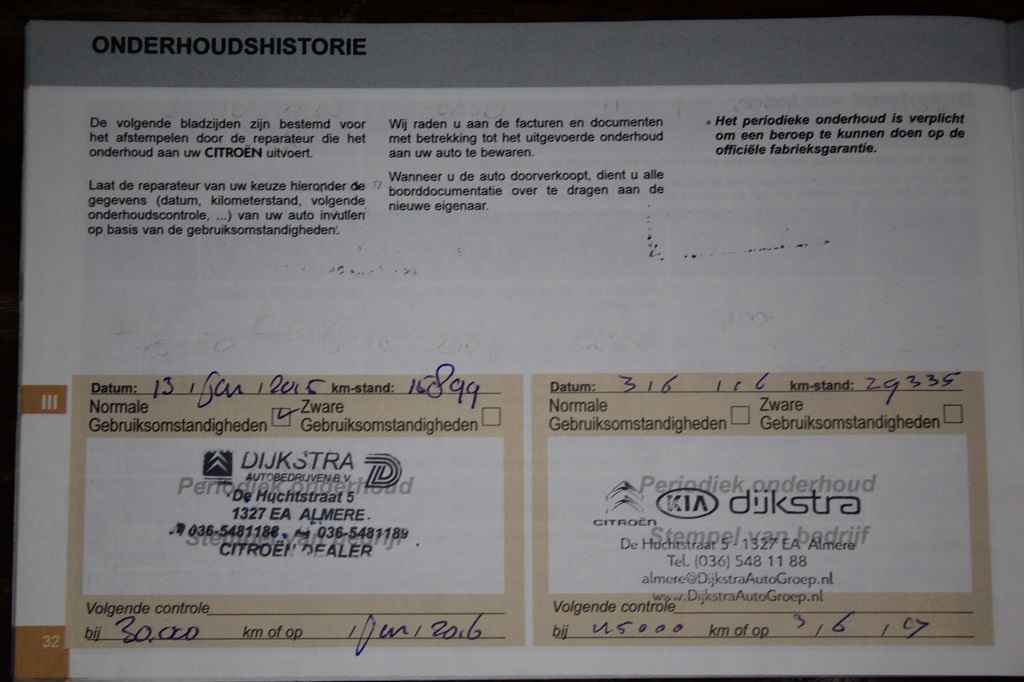 ONDERHOUDSHISTORIE
De volgende bladzijden zijn bestemd voor
het afstempelen door de reparateur die het
onderhoud aan uw CITROËN uitvoert.
Laat de reparateur van uw keuze hieronder de
gegevens (datum, kilometerstand, volgende
onderhoudscontrole, ...) van uw auto invullen
op basis van de gebruiksomstandigheden.
Wij raden u aan de facturen en documenten
met betrekking tot het uitgevoerde onderhoud
aan uw auto te bewaren.
Wanneer u de auto doorverkoopt, dient u alle
boorddocumentatie over te dragen aan de
nieuwe eigenaar.
Het periodieke onderhoud is verplicht
om een beroep te kunnen doen op de
officiële fabrieksgarantie.
III
Datum: 13 / Jan / 2015 km-stand: 15899
Normale
Gebruiksomstandigheden
Zware
Gebruiksomstandigheden
DIJKSTRA
AUTOBEDRIJVEN B.V.
Periodiek onderhoud
De Huchtstraat 5
1327 EA ALMERE.
036-5481188 036-5481189
Stempel van bedrijf
CITROËN DEALER
Volgende controle
bij 30.000 km of op / Jan / 2016
Datum: 3 / 6 / 16 km-stand: 29335
Normale
Gebruiksomstandigheden
Zware
Gebruiksomstandigheden
Periodiek onderhoud
CITROËN KIA dijkstra
Stempel van bedrijf
De Huchtstraat 5 - 1327 EA Almere
Tel. (036) 548 11 88
almere@DijkstraAutoGroep.nl
www.DijkstraAutoGroep.nl
Volgende controle
bij 45000 km of op 3 / 6 / 17
32